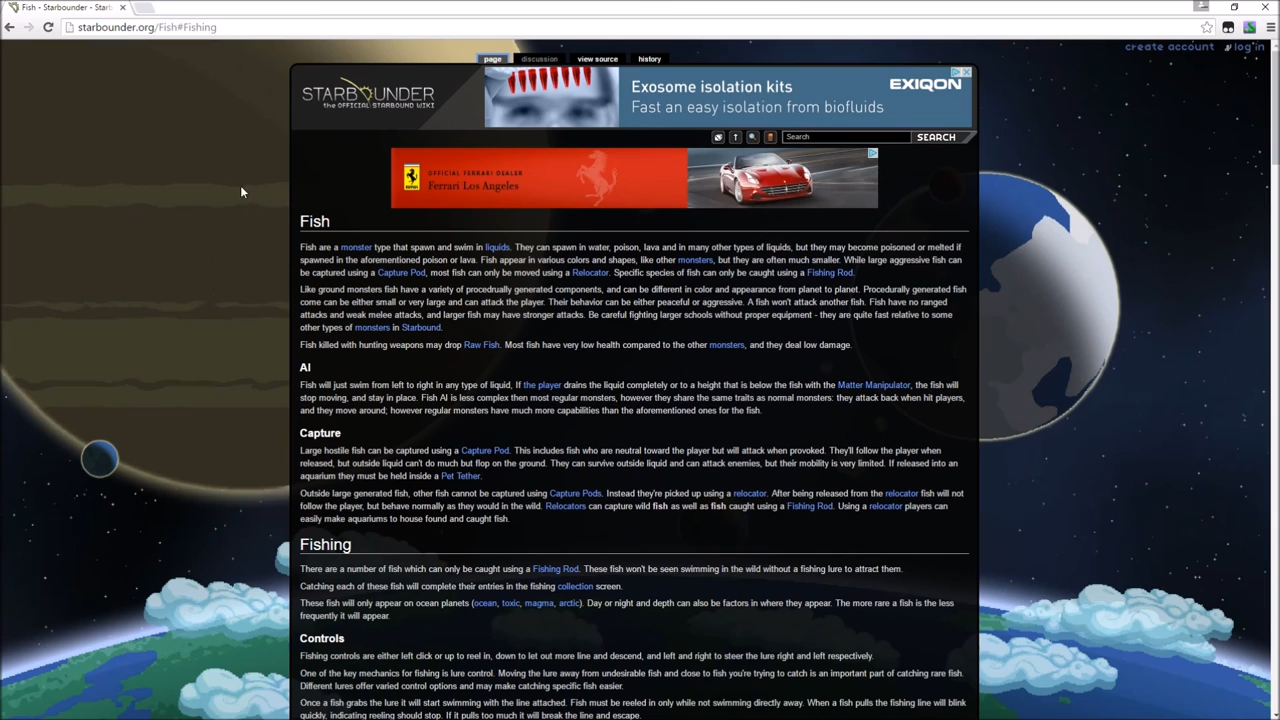 Fish - Starbounder - Starb
starbounder.org/Fish#Fishing
create account
log in
page
discussion
view source
history
STARBOUNDER
the OFFICIAL STARBOUND WIKI
Exosome isolation kits
Fast an easy isolation from biofluids
EXIQON
Search
SEARCH
OFFICIAL FERRARI DEALER
Ferrari Los Angeles
Fish
Fish are a monster type that spawn and swim in liquids. They can spawn in water, poison, lava and in many other types of liquids, but they may become poisoned or melted if
spawned in the aforementioned poison or lava. Fish appear in various colors and shapes, like other monsters, but they are often much smaller. While large aggressive fish can
be captured using a Capture Pod, most fish can only be moved using a Relocator. Specific species of fish can only be caught using a Fishing Rod.
Like ground monsters fish have a variety of procedrually generated components, and can be different in color and appearance from planet to planet. Procedurally generated fish
come can be either small or very large and can attack the player. Their behavior can be either peaceful or aggressive. A fish won't attack another fish. Fish have no ranged
attacks and weak melee attacks, and larger fish may have stronger attacks. Be careful fighting larger schools without proper equipment - they are quite fast relative to some
other types of monsters in Starbound.
Fish killed with hunting weapons may drop Raw Fish. Most fish have very low health compared to the other monsters, and they deal low damage.
AI
Fish will just swim from left to right in any type of liquid, If the player drains the liquid completely or to a height that is below the fish with the Matter Manipulator, the fish will
stop moving, and stay in place. Fish AI is less complex then most regular monsters, however they share the same traits as normal monsters: they attack back when hit players,
and they move around; however regular monsters have much more capabilities than the aforementioned ones for the fish.
Capture
Large hostile fish can be captured using a Capture Pod. This includes fish who are neutral toward the player but will attack when provoked. They'll follow the player when
released, but outside liquid can't do much but flop on the ground. They can survive outside liquid and can attack enemies, but their mobility is very limited. If released into an
aquarium they must be held inside a Pet Tether.
Outside large generated fish, other fish cannot be captured using Capture Pods. Instead they're picked up using a relocator. After being released from the relocator fish will not
follow the player, but behave normally as they would in the wild. Relocators can capture wild fish as well as fish caught using a Fishing Rod. Using a relocator players can
easily make aquariums to house found and caught fish.
Fishing
There are a number of fish which can only be caught using a Fishing Rod. These fish won't be seen swimming in the wild without a fishing lure to attract them.
Catching each of these fish will complete their entries in the fishing collection screen.
These fish will only appear on ocean planets (ocean, toxic, magma, arctic). Day or night and depth can also be factors in where they appear. The more rare a fish is the less
frequently it will appear.
Controls
Fishing controls are either left click or up to reel in, down to let out more line and descend, and left and right to steer the lure right and left respectively.
One of the key mechanics for fishing is lure control. Moving the lure away from undesirable fish and close to fish you're trying to catch is an important part of catching rare fish.
Different lures offer varied control options and may make catching specific fish easier.
Once a fish grabs the lure it will start swimming with the line attached. Fish must be reeled in only while not swimming directly away. When a fish pulls the fishing line will blink
quickly, indicating reeling should stop. If it pulls too much it will break the line and escape.